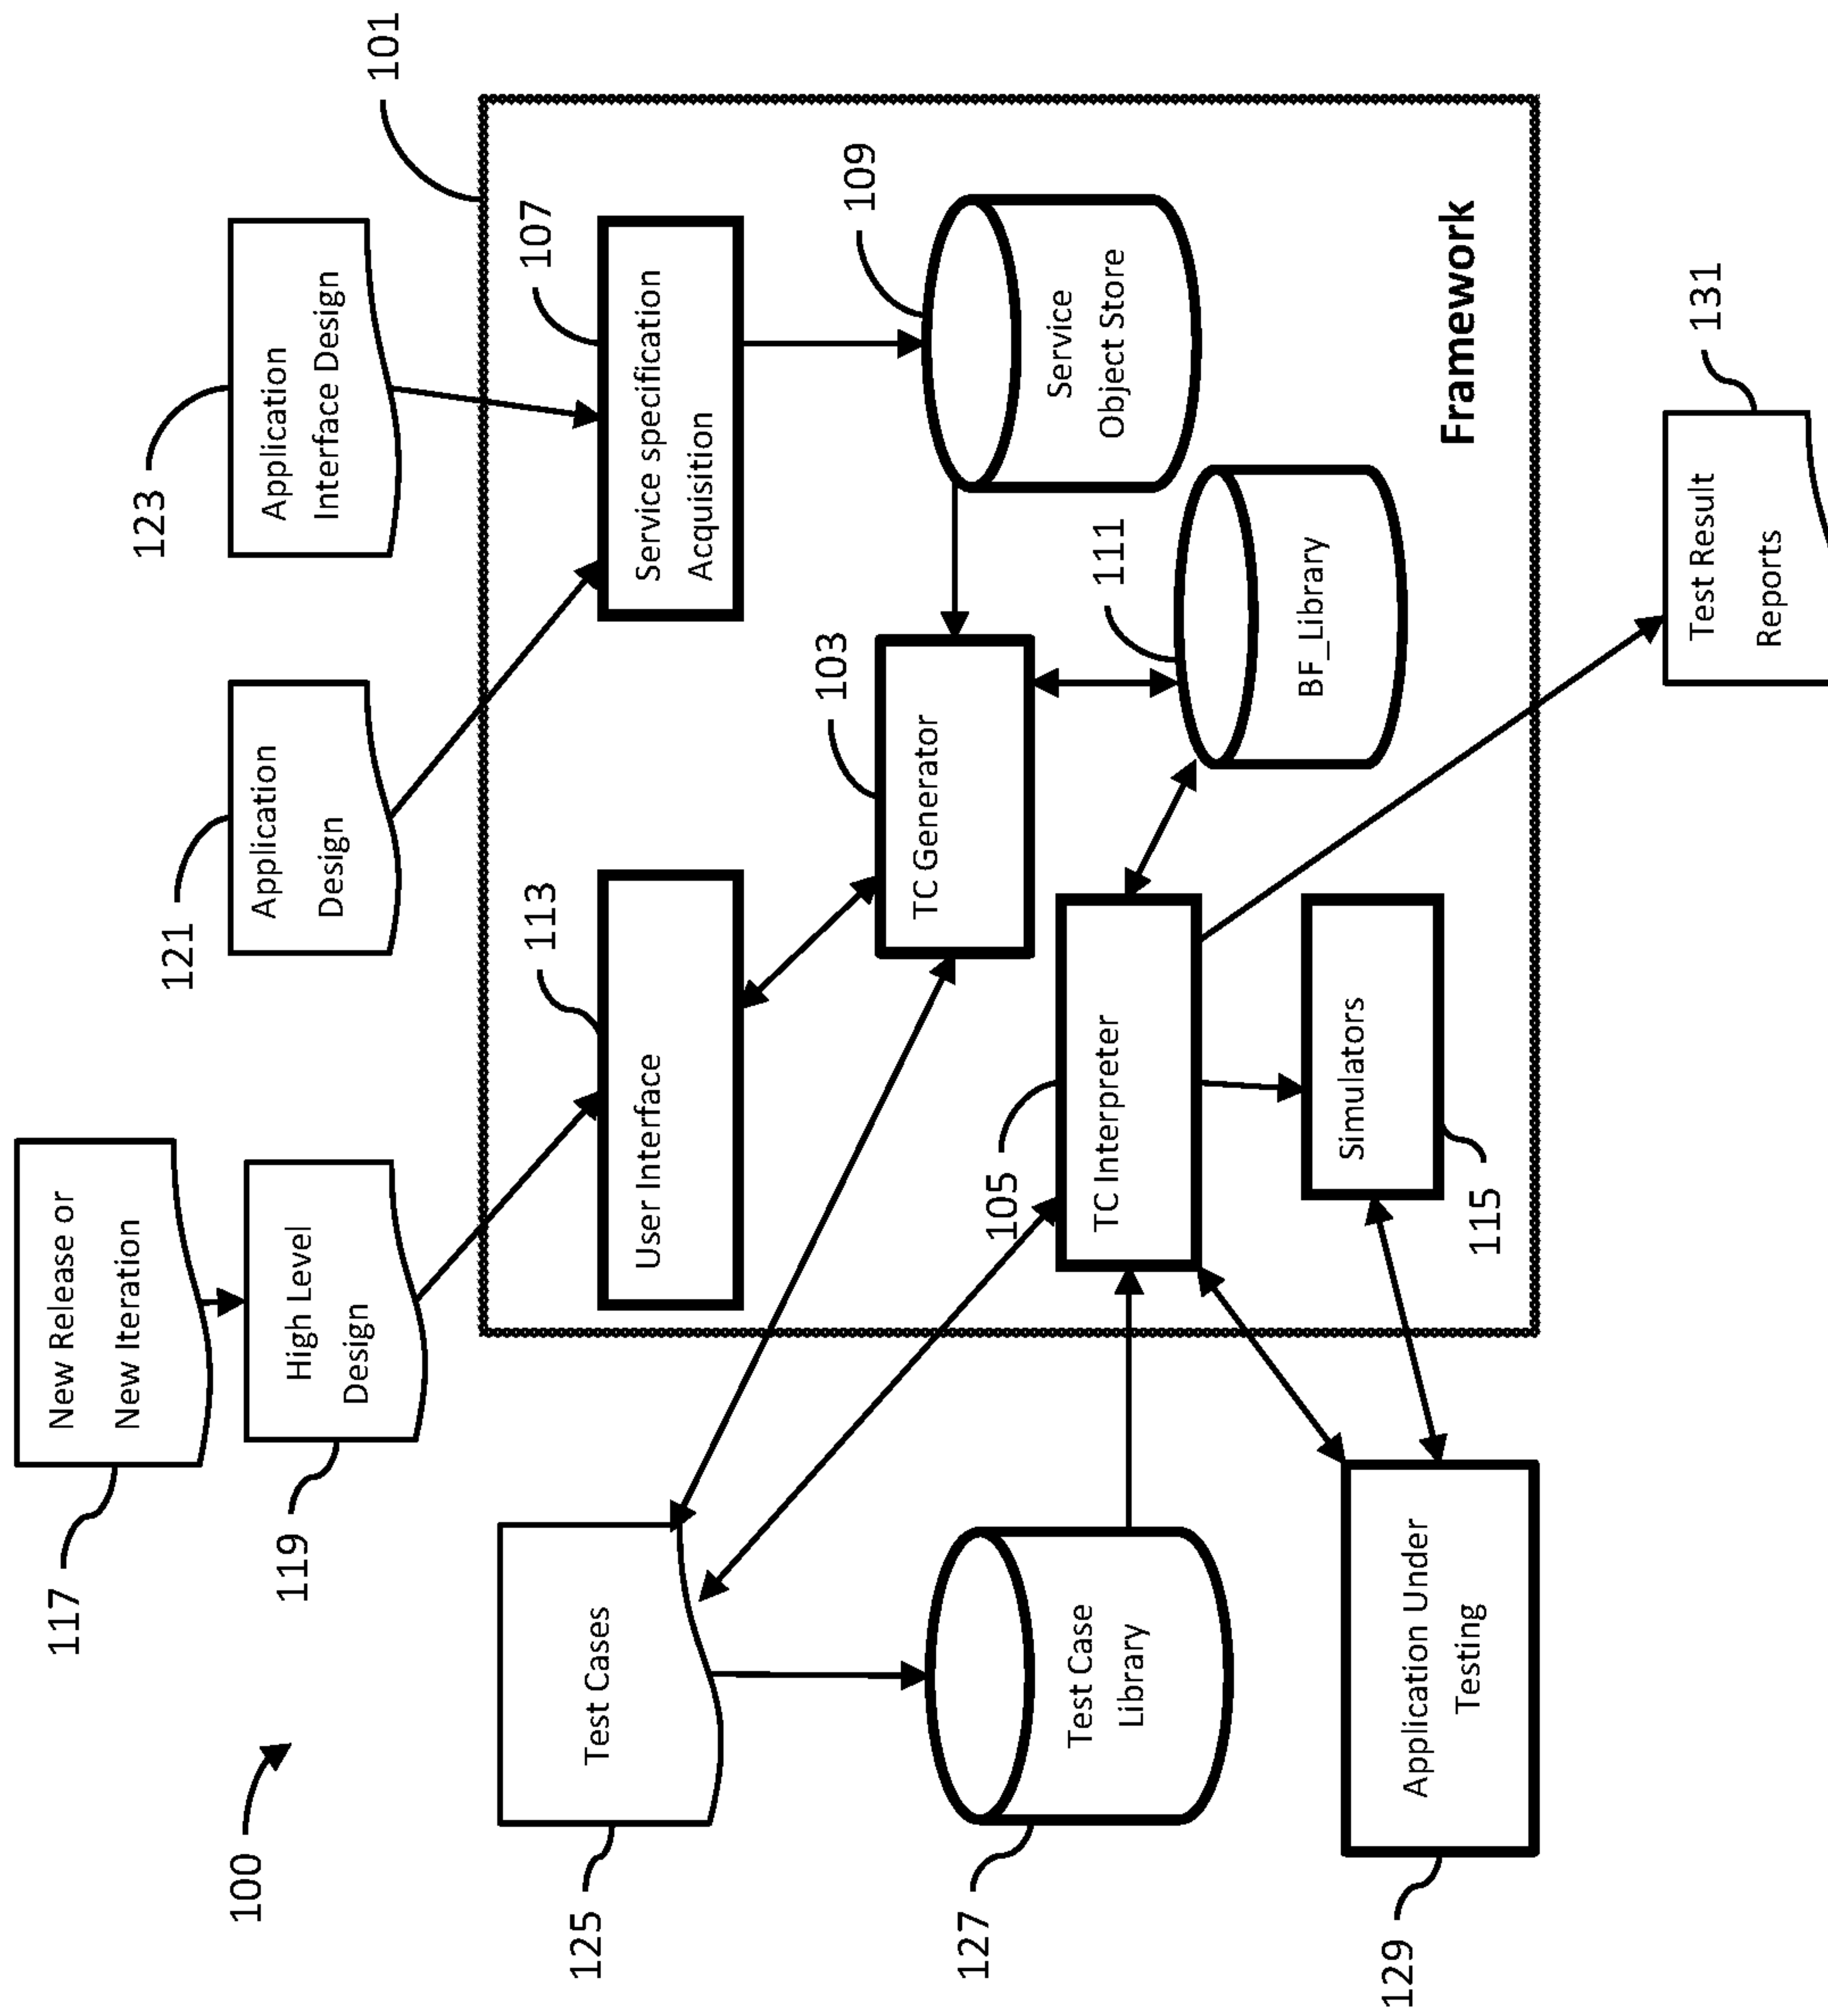 100
117
New Release or
New Iteration
119
High Level
Design
121
Application
Design
123
Application
Interface Design
101
125
Test Cases
113
User Interface
107
Service specification
Acquisition
103
TC Generator
109
Service
Object Store
127
Test Case
Library
105
TC Interpreter
111
BF_Library
129
Application Under
Testing
115
Simulators
Framework
131
Test Result
Reports